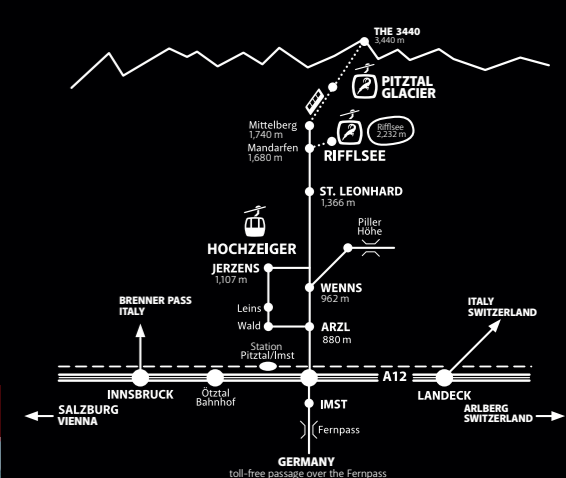 THE 3440
3,440 m
PITZTAL
GLACIER
Mittelberg
1,740 m
Rifflsee
2,232 m
Mandarfen
1,680 m
RIFFLSEE
ST. LEONHARD
1,366 m
Piller
Höhe
HOCHZEIGER
JERZENS
1,107 m
WENNS
962 m
BRENNER PASS
ITALY
ITALY
SWITZERLAND
Leins
Wald
ARZL
880 m
Station
Pitztal/Imst
A12
INNSBRUCK
Ötztal
Bahnhof
LANDECK
IMST
SALZBURG
VIENNA
ARLBERG
SWITZERLAND
Fernpass
GERMANY
toll-free passage over the Fernpass